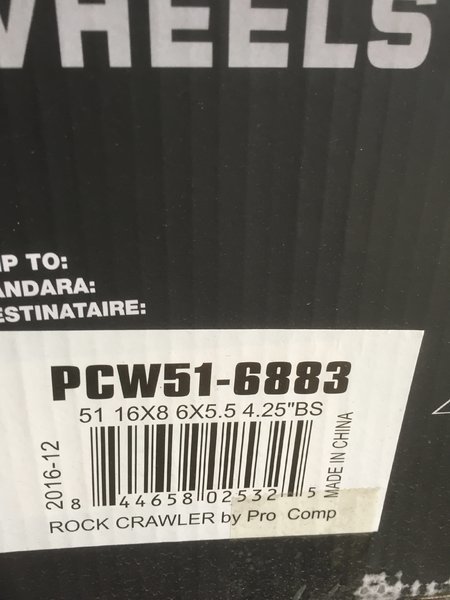 WHEELS
IP TO:
ANDARA:
ESTINATAIRE:
PCW51-6883
51 16X8 6X5.5 4.25"BS
2016-12
MADE IN CHINA
8 44658 02532 5
ROCK CRAWLER by Pro Comp